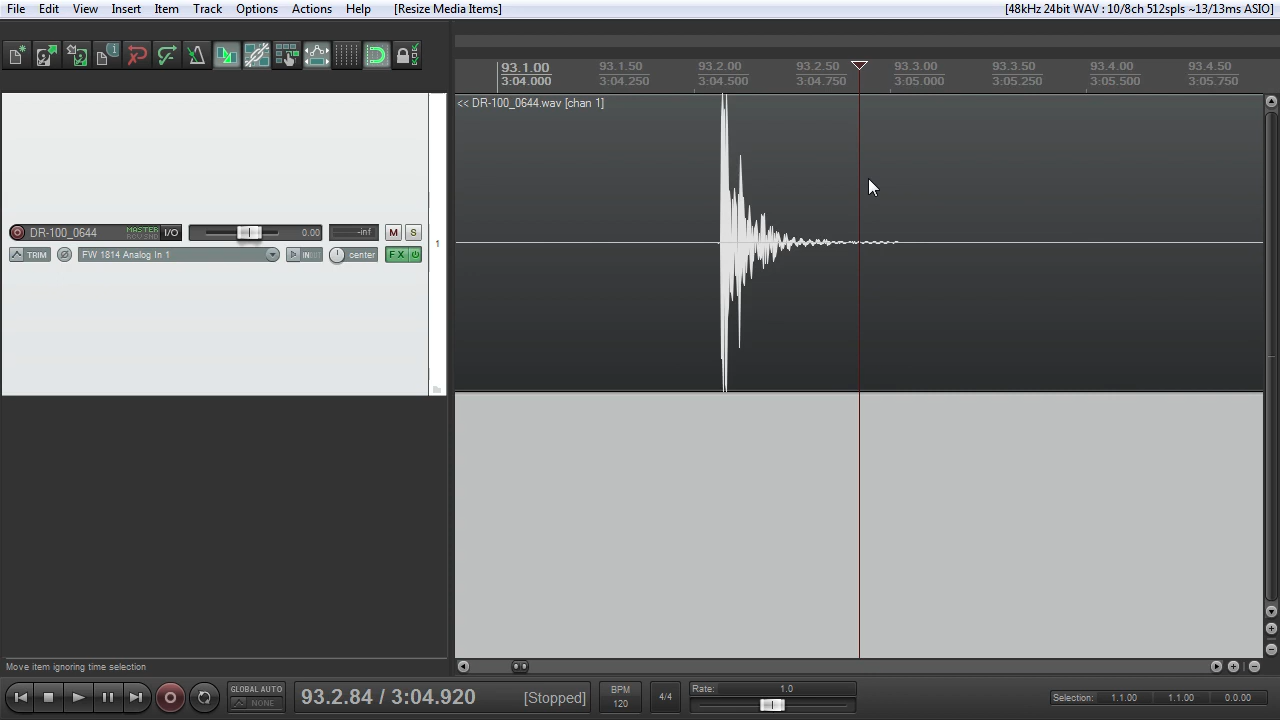 File Edit View Insert Item Track Options Actions Help [Resize Media Items] [48kHz 24bit WAV : 10/8ch 512spls ~13/13ms ASIO]
93.1.00 93.1.50 93.2.00 93.2.50 93.3.00 93.3.50 93.4.00 93.4.50
3:04.000 3:04.250 3:04.500 3:04.750 3:05.000 3:05.250 3:05.500 3:05.750
<< DR-100_0644.wav [chan 1]
DR-100_0644 MASTER I/O 0.00 -inf M S
RCV SND
1
TRIM FW 1814 Analog In 1 IN center FX
Move item ignoring time selection
GLOBAL AUTO
NONE
93.2.84 / 3:04.920 [Stopped]
BPM
120
4/4
Rate: 1.0
Selection: 1.1.00 1.1.00 0.0.00